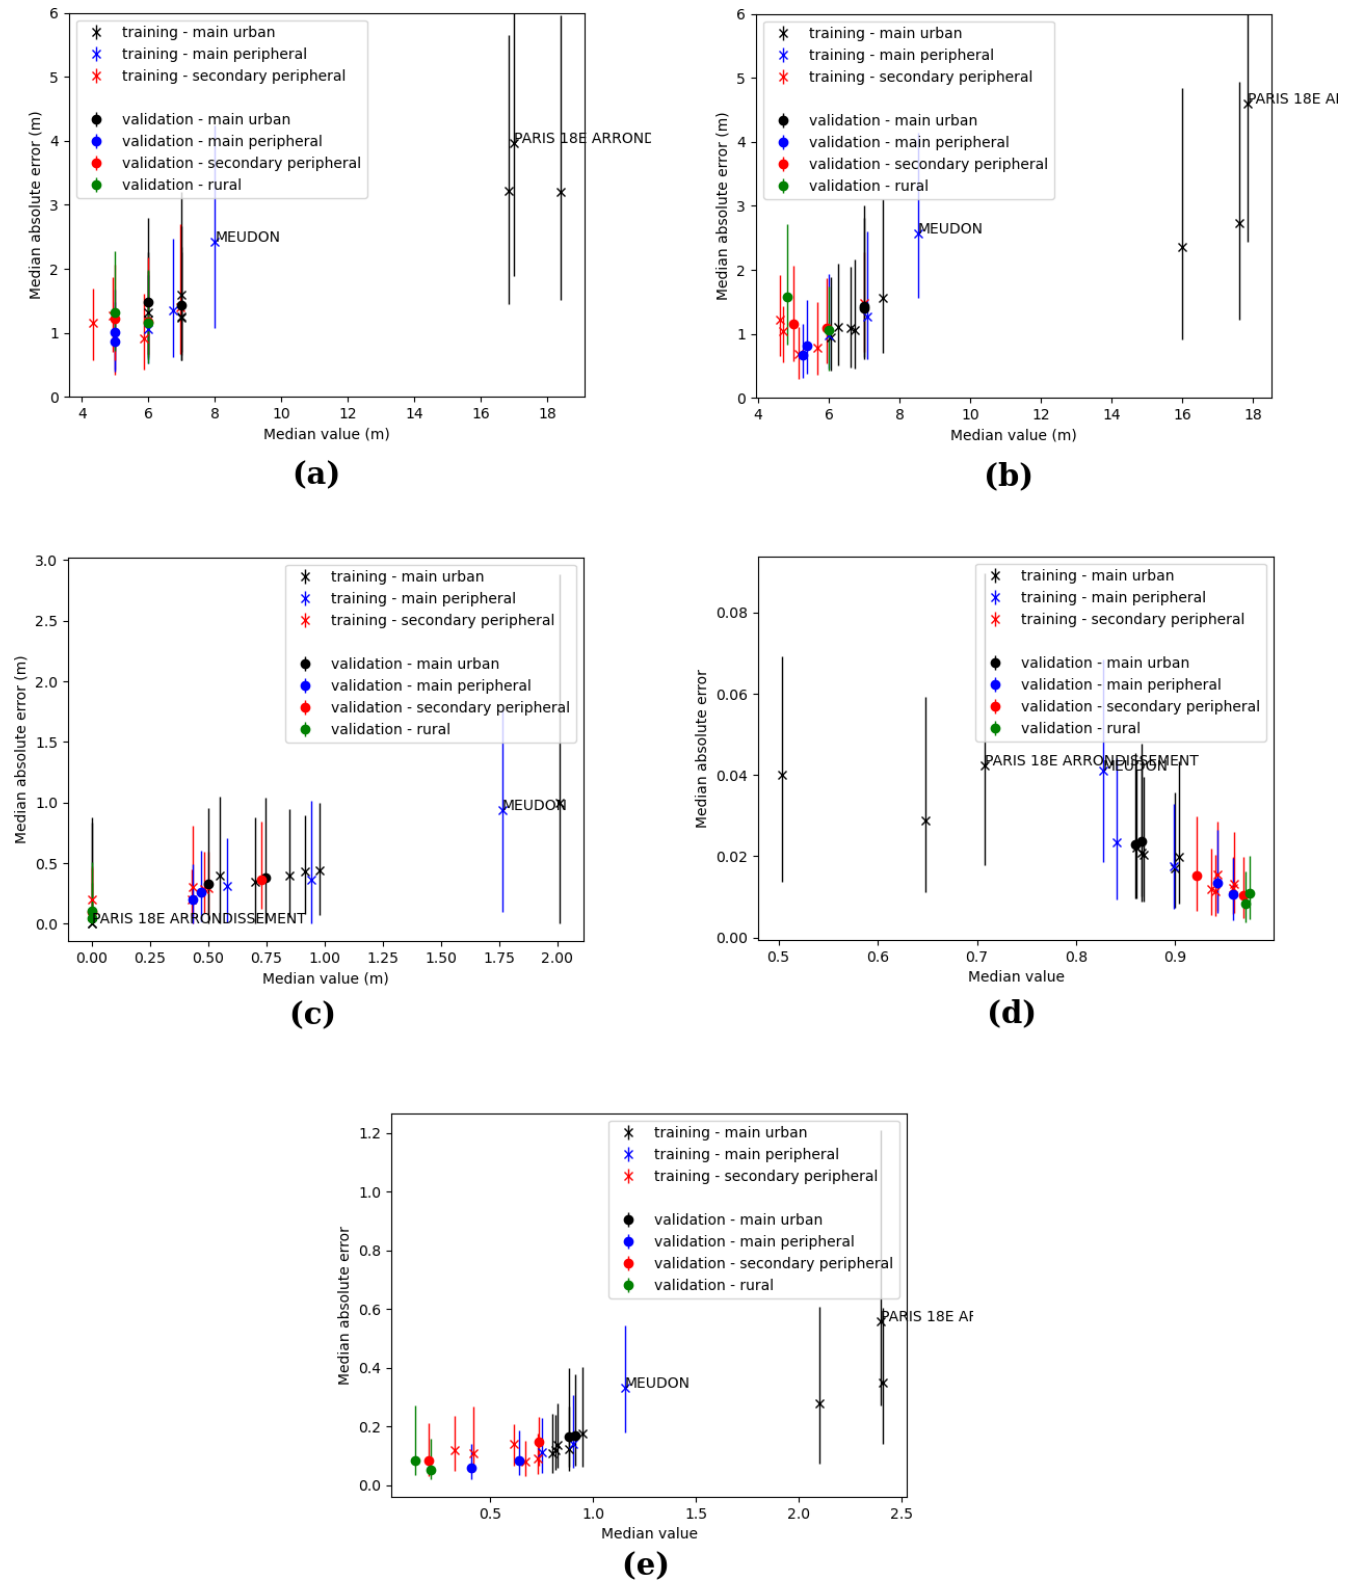 6
5
4
3
2
1
0
Median absolute error (m)
training - main urban
training - main peripheral
training - secondary peripheral
validation - main urban
validation - main peripheral
validation - secondary peripheral
validation - rural
PARIS 18E ARROND
MEUDON
4 6 8 10 12 14 16 18
Median value (m)
(a)
6
5
4
3
2
1
0
Median absolute error (m)
training - main urban
training - main peripheral
training - secondary peripheral
validation - main urban
validation - main peripheral
validation - secondary peripheral
validation - rural
PARIS 18E AI
MEUDON
4 6 8 10 12 14 16 18
Median value (m)
(b)
3.0
2.5
2.0
1.5
1.0
0.5
0.0
Median absolute error (m)
training - main urban
training - main peripheral
training - secondary peripheral
validation - main urban
validation - main peripheral
validation - secondary peripheral
validation - rural
MEUDON
PARIS 18E ARRONDISSEMENT
0.00 0.25 0.50 0.75 1.00 1.25 1.50 1.75 2.00
Median value (m)
(c)
0.08
0.06
0.04
0.02
0.00
Median absolute error
training - main urban
training - main peripheral
training - secondary peripheral
validation - main urban
validation - main peripheral
validation - secondary peripheral
validation - rural
PARIS 18E ARRONDISSEMENT
MEUDON
0.5 0.6 0.7 0.8 0.9
Median value
(d)
1.2
1.0
0.8
0.6
0.4
0.2
0.0
Median absolute error
training - main urban
training - main peripheral
training - secondary peripheral
validation - main urban
validation - main peripheral
validation - secondary peripheral
validation - rural
PARIS 18E AF
MEUDON
0.5 1.0 1.5 2.0 2.5
Median value
(e)